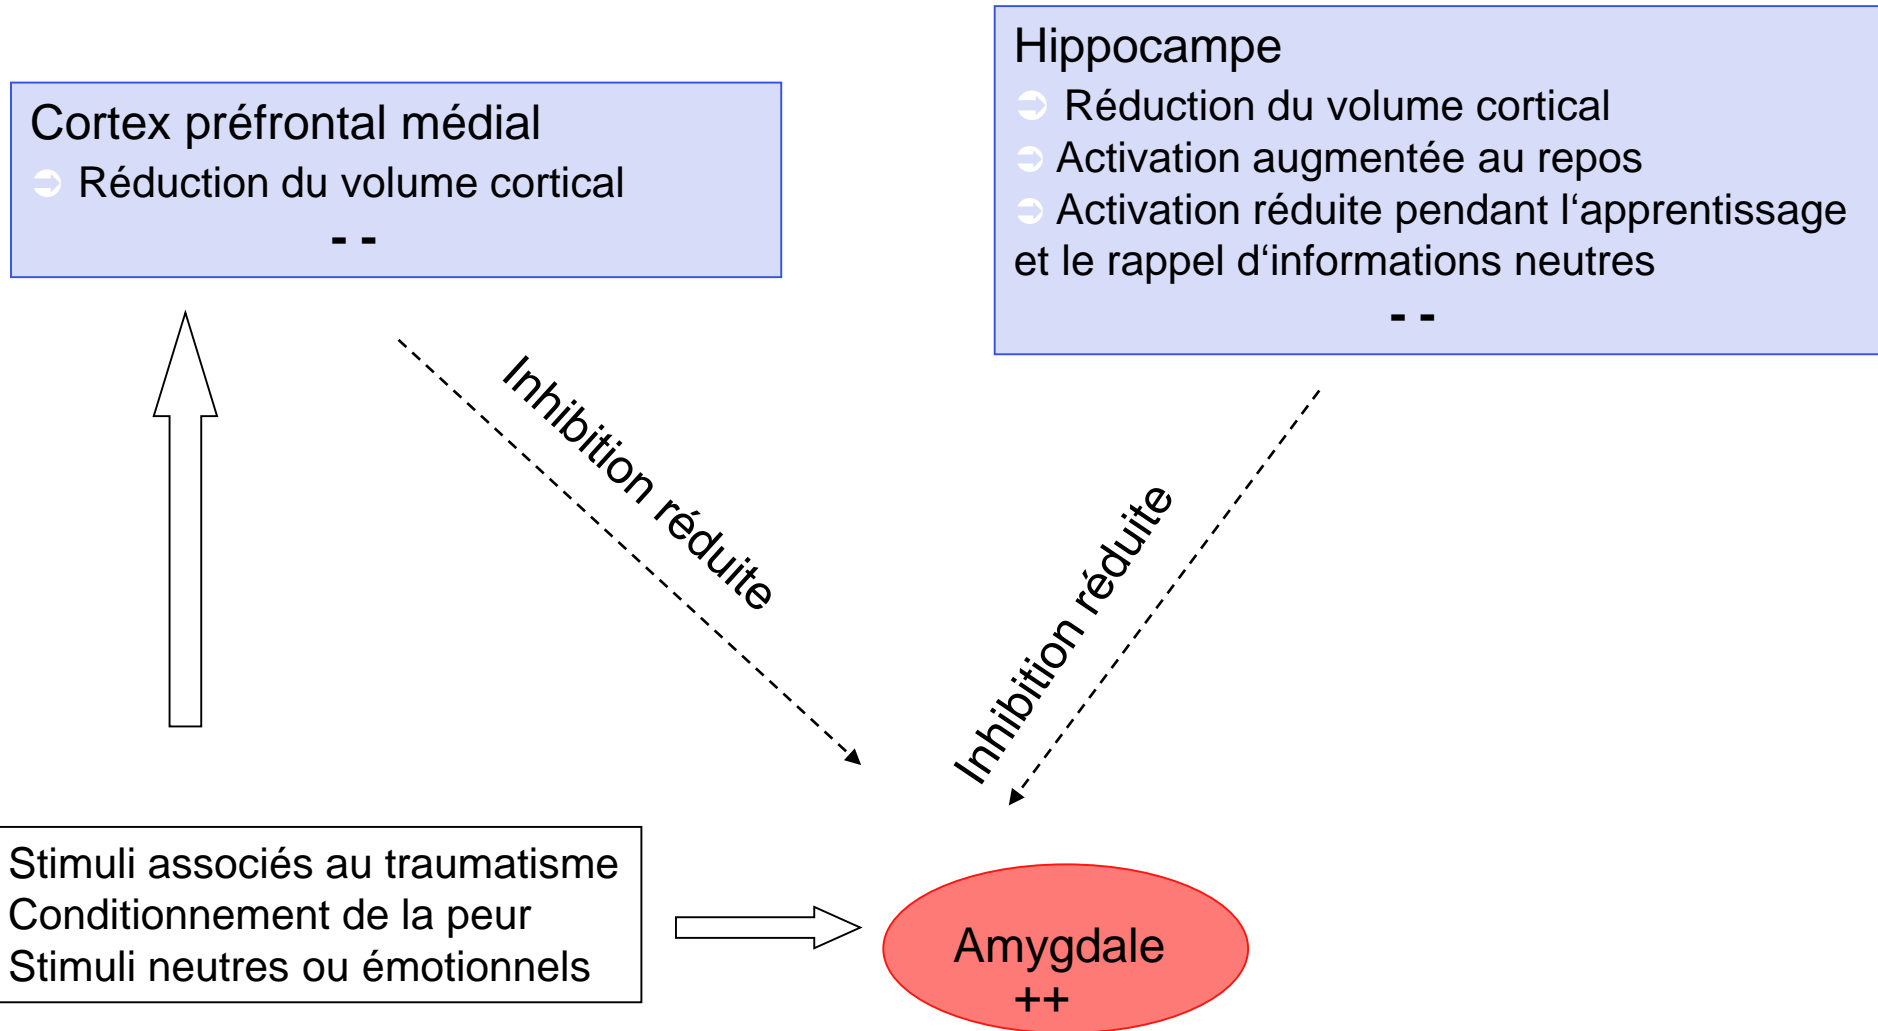 Cortex préfrontal médial
➲ Réduction du volume cortical
- -
Hippocampe
➲ Réduction du volume cortical
➲ Activation augmentée au repos
➲ Activation réduite pendant l‘apprentissage
et le rappel d‘informations neutres
- -
Inhibition réduite
Inhibition réduite
Stimuli associés au traumatisme
Conditionnement de la peur
Stimuli neutres ou émotionnels
Amygdale
++